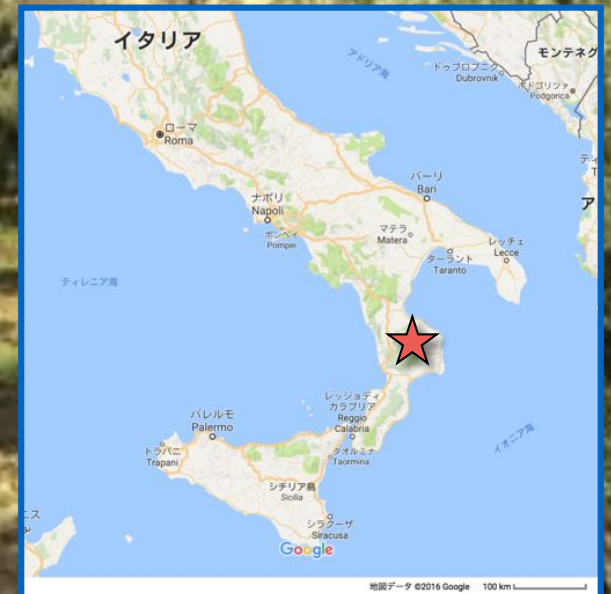 イタリア
モンテネグ
アドリア海
ドゥブロブニク
Dubrovnik
ポドゴリツァ
Podgorica
ローマ
Roma
ティ
T
バーリ
Bari
ア
ナポリ
Napoli
ポンペイ
Pompei
マテラ
Matera
レッチェ
Lecce
ターラント
Taranto
ティレニア海
レッジョディ
カラブリア
Reggio
Calabria
パレルモ
Palermo
イオニア海
トラパニ
Trapani
タオルミナ
Taormina
シチリア島
Sicilia
ニス
シラクーザ
Siracusa
Google
地図データ ©2016 Google 100 km